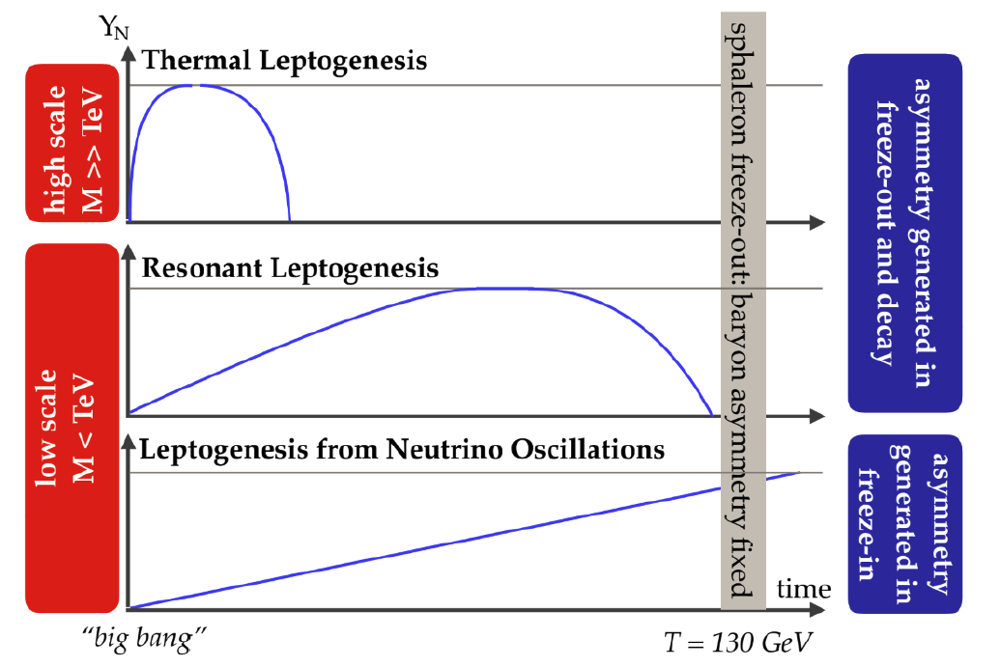 Y_N
Thermal Leptogenesis
high scale
M >> TeV
Resonant Leptogenesis
low scale
M < TeV
Leptogenesis from Neutrino Oscillations
sphaleron freeze-out: baryon asymmetry fixed
asymmetry generated in
freeze-out and decay
asymmetry
generated in
freeze-in
time
“big bang”
T = 130 GeV